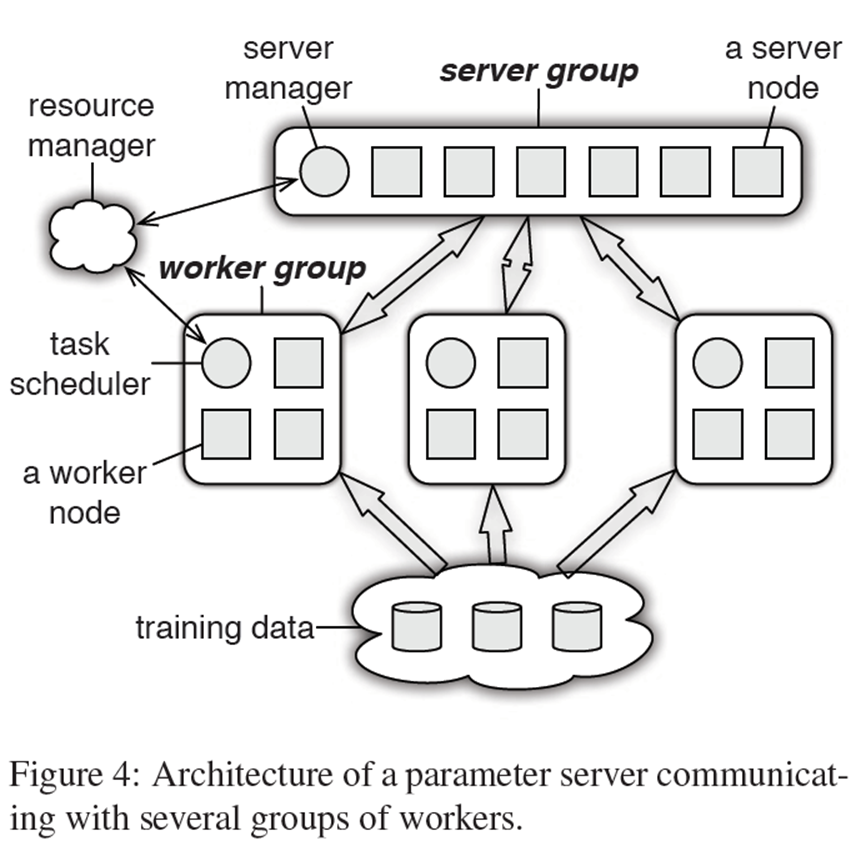 server
manager
server group
a server
node
resource
manager
worker group
task
scheduler
a worker
node
training data
Figure 4: Architecture of a parameter server communicat-
ing with several groups of workers.